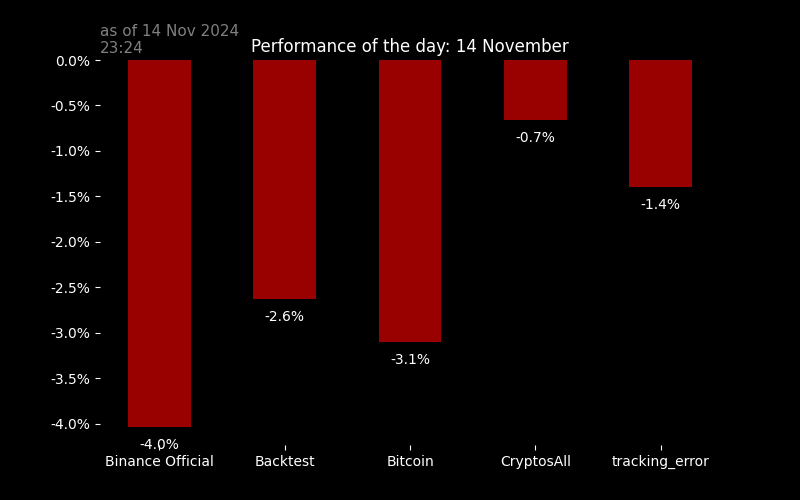 as of 14 Nov 2024
23:24
Performance of the day: 14 November
0.0%
-0.5%
-1.0%
-1.5%
-2.0%
-2.5%
-3.0%
-3.5%
-4.0%
-4.0%
-2.6%
-3.1%
-0.7%
-1.4%
Binance Official
Backtest
Bitcoin
CryptosAll
tracking_error